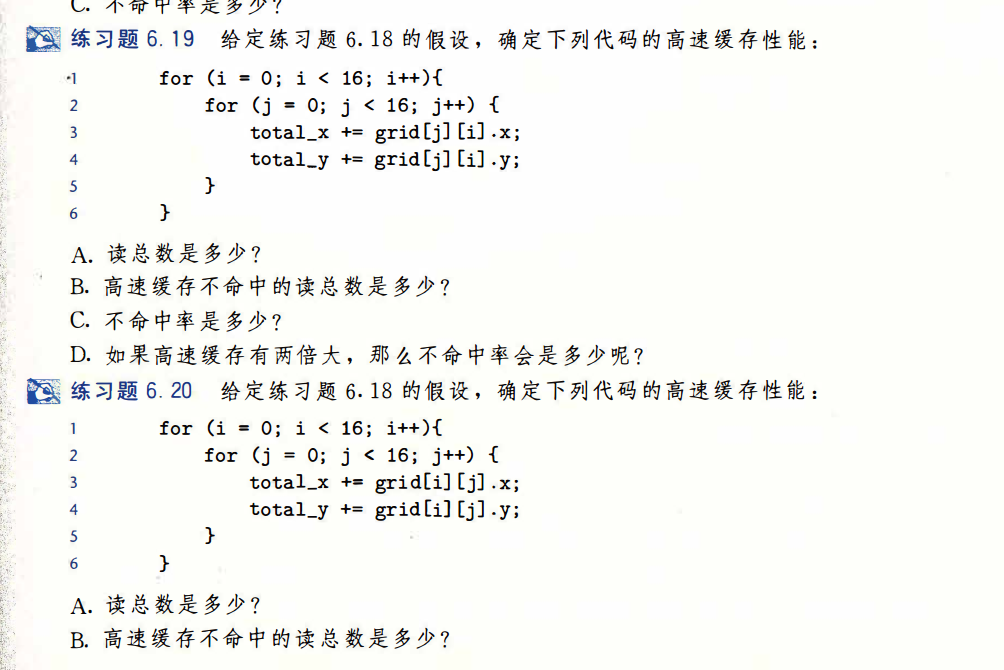 C. 不命中率是多少?
练习题 6.19 给定练习题 6.18 的假设，确定下列代码的高速缓存性能：
1 for (i = 0; i < 16; i++){
2 for (j = 0; j < 16; j++) {
3 total_x += grid[j][i].x;
4 total_y += grid[j][i].y;
5 }
6 }
A. 读总数是多少?
B. 高速缓存不命中的读总数是多少?
C. 不命中率是多少?
D. 如果高速缓存有两倍大，那么不命中率会是多少呢?
练习题 6.20 给定练习题 6.18 的假设，确定下列代码的高速缓存性能：
1 for (i = 0; i < 16; i++){
2 for (j = 0; j < 16; j++) {
3 total_x += grid[i][j].x;
4 total_y += grid[i][j].y;
5 }
6 }
A. 读总数是多少?
B. 高速缓存不命中的读总数是多少?